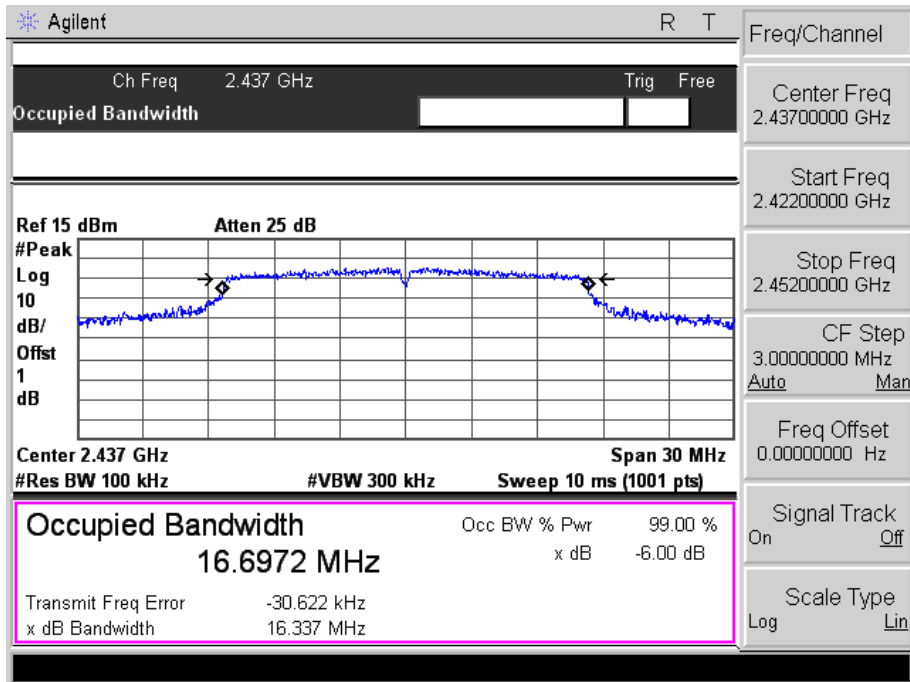 Agilent R T
Ch Freq 2.437 GHz Trig Free
Occupied Bandwidth
Ref 15 dBm Atten 25 dB
#Peak
Log
10
dB/
Offst
1
dB
Center 2.437 GHz Span 30 MHz
#Res BW 100 kHz #VBW 300 kHz Sweep 10 ms (1001 pts)
Occupied Bandwidth Occ BW % Pwr 99.00 %
16.6972 MHz x dB -6.00 dB
Transmit Freq Error -30.622 kHz
x dB Bandwidth 16.337 MHz
Freq/Channel
Center Freq
2.43700000 GHz
Start Freq
2.42200000 GHz
Stop Freq
2.45200000 GHz
CF Step
3.00000000 MHz
Auto Man
Freq Offset
0.00000000 Hz
Signal Track
On Off
Scale Type
Log Lin